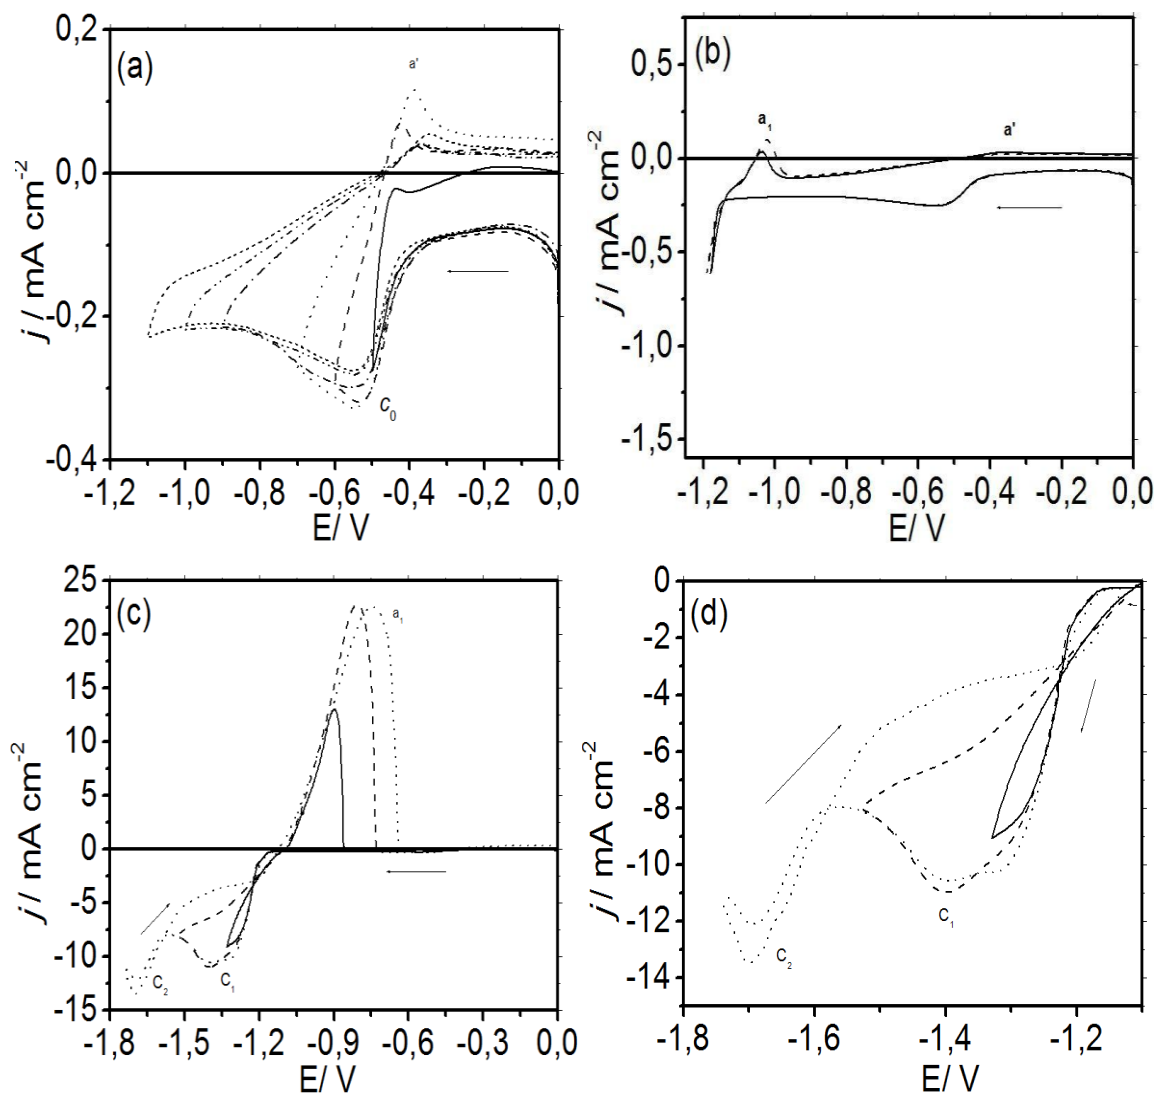 (a)
a'
C0
0,2
0,0
-0,2
-0,4
j / mA cm-2
-1,2 -1,0 -0,8 -0,6 -0,4 -0,2 0,0
E/ V
(b)
a1
a'
0,5
0,0
-0,5
-1,0
-1,5
j / mA cm-2
-1,2 -1,0 -0,8 -0,6 -0,4 -0,2 0,0
E/ V
(c)
a1
C2
C1
25
20
15
10
5
0
-5
-10
-15
j / mA cm-2
-1,8 -1,5 -1,2 -0,9 -0,6 -0,3 0,0
E/ V
(d)
C1
C2
0
-2
-4
-6
-8
-10
-12
-14
j / mA cm-2
-1,8 -1,6 -1,4 -1,2
E/ V